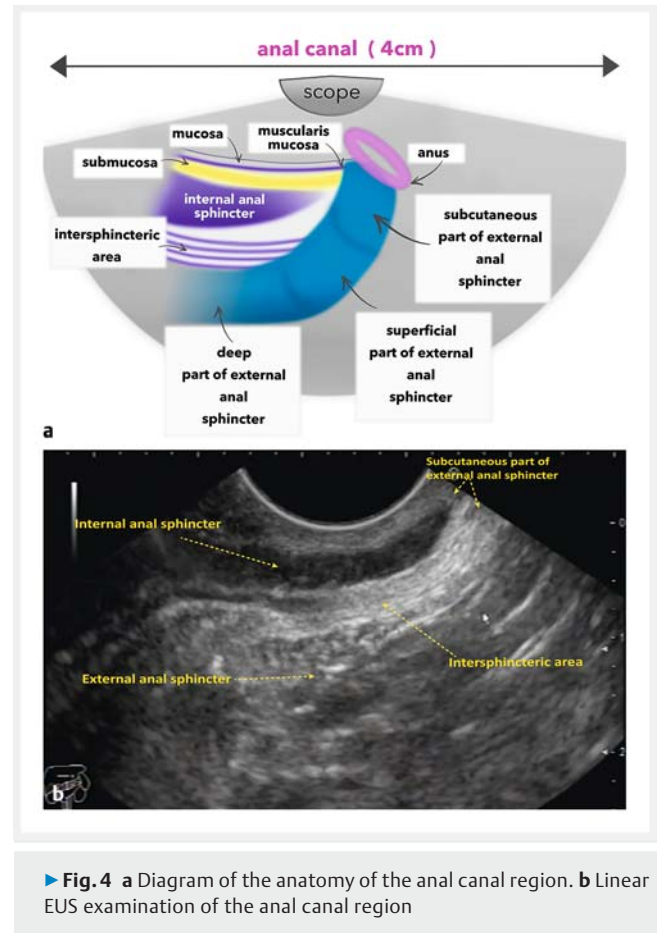 anal canal ( 4cm )
scope
mucosa
muscularis
mucosa
anus
submucosa
internal anal
sphincter
subcutaneous
part of external
anal
sphincter
intersphincteric
area
superficial
part of external
anal
sphincter
deep
part of external
anal
sphincter
a
Subcutaneous part of
external anal sphincter
Internal anal sphincter
0
1
Intersphincteric area
External anal sphincter
2
b
▶ Fig. 4 a Diagram of the anatomy of the anal canal region. b Linear
EUS examination of the anal canal region